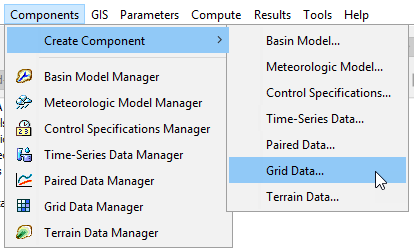 Components GIS Parameters Compute Results Tools Help
Create Component
Basin Model Manager
Meteorologic Model Manager
Control Specifications Manager
Time-Series Data Manager
Paired Data Manager
Grid Data Manager
Terrain Data Manager
Basin Model...
Meteorologic Model...
Control Specifications...
Time-Series Data...
Paired Data...
Grid Data...
Terrain Data...